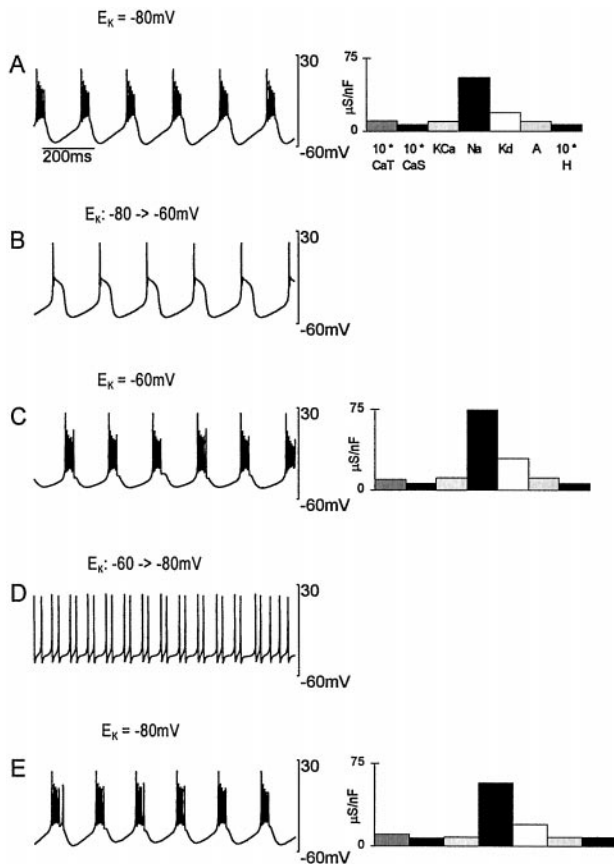 E_K = -80mV
A
30
-60mV
200ms
75
µS/nF
0
10 * CaT
10 * CaS
KCa
Na
Kd
A
10 * H
E_K: -80 -> -60mV
B
30
-60mV
E_K = -60mV
C
30
-60mV
75
µS/nF
0
E_K: -60 -> -80mV
D
30
-60mV
E_K = -80mV
E
30
-60mV
75
µS/nF
0